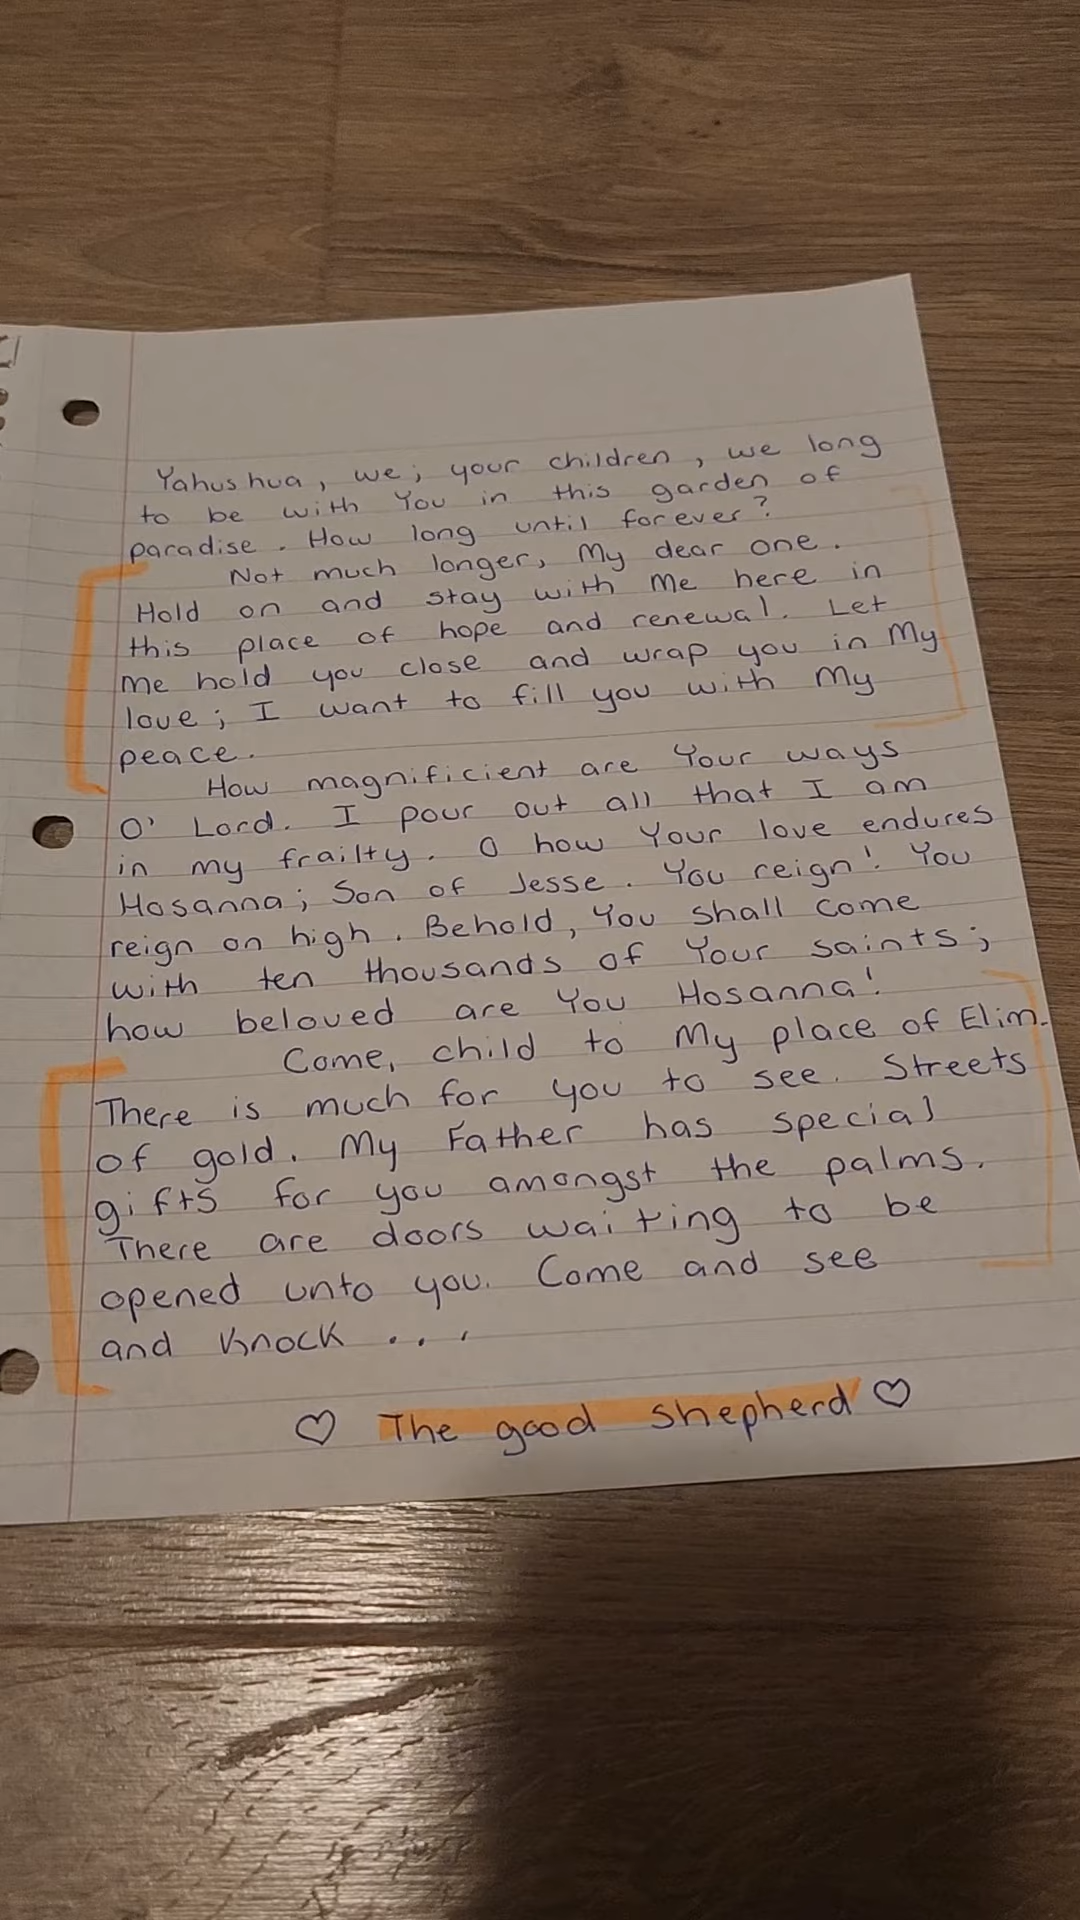 Yahushua, we; your children, we long
to be with You in this garden of
paradise. How long until forever?
Not much longer, My dear one.
Hold on and stay with Me here in
this place of hope and renewal. Let
Me hold you close and wrap you in My
love; I want to fill you with My
peace.
How magnificient are Your ways
O' Lord. I pour out all that I am
in my frailty. O how Your love endures
Hosanna; Son of Jesse. You reign! You
reign on high. Behold, You shall come
with ten thousands of Your saints;
how beloved are You Hosanna!
Come, child to My place of Elim.
There is much for you to see. Streets
of gold. My Father has special
gifts for you amongst the palms.
There are doors waiting to be
opened unto you. Come and see
and knock ...
♡ The good shepherd ♡